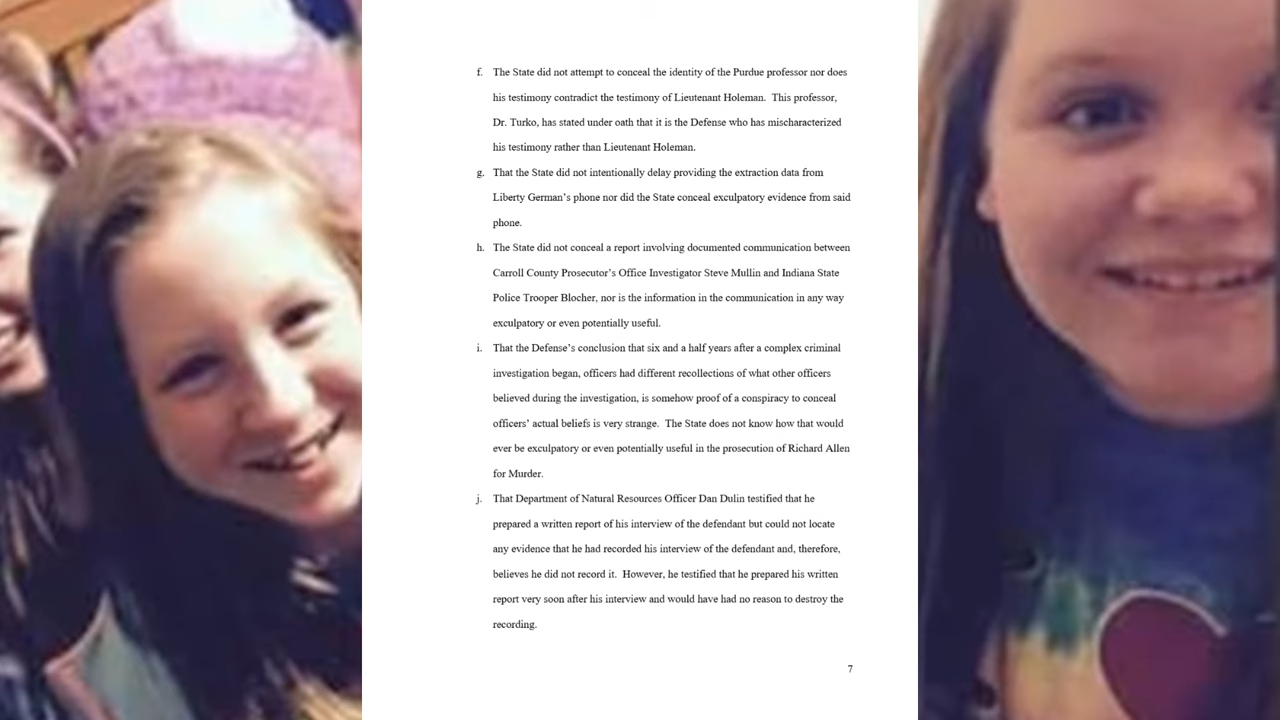 f. The State did not attempt to conceal the identity of the Purdue professor nor does
his testimony contradict the testimony of Lieutenant Holeman. This professor,
Dr. Turko, has stated under oath that it is the Defense who has mischaracterized
his testimony rather than Lieutenant Holeman.
g. That the State did not intentionally delay providing the extraction data from
Liberty German's phone nor did the State conceal exculpatory evidence from said
phone.
h. The State did not conceal a report involving documented communication between
Carroll County Prosecutor's Office Investigator Steve Mullin and Indiana State
Police Trooper Blocher, nor is the information in the communication in any way
exculpatory or even potentially useful.
i. That the Defense's conclusion that six and a half years after a complex criminal
investigation began, officers had different recollections of what other officers
believed during the investigation, is somehow proof of a conspiracy to conceal
officers' actual beliefs is very strange. The State does not know how that would
ever be exculpatory or even potentially useful in the prosecution of Richard Allen
for Murder.
j. That Department of Natural Resources Officer Dan Dulin testified that he
prepared a written report of his interview of the defendant but could not locate
any evidence that he had recorded his interview of the defendant and, therefore,
believes he did not record it. However, he testified that he prepared his written
report very soon after his interview and would have had no reason to destroy the
recording.
7